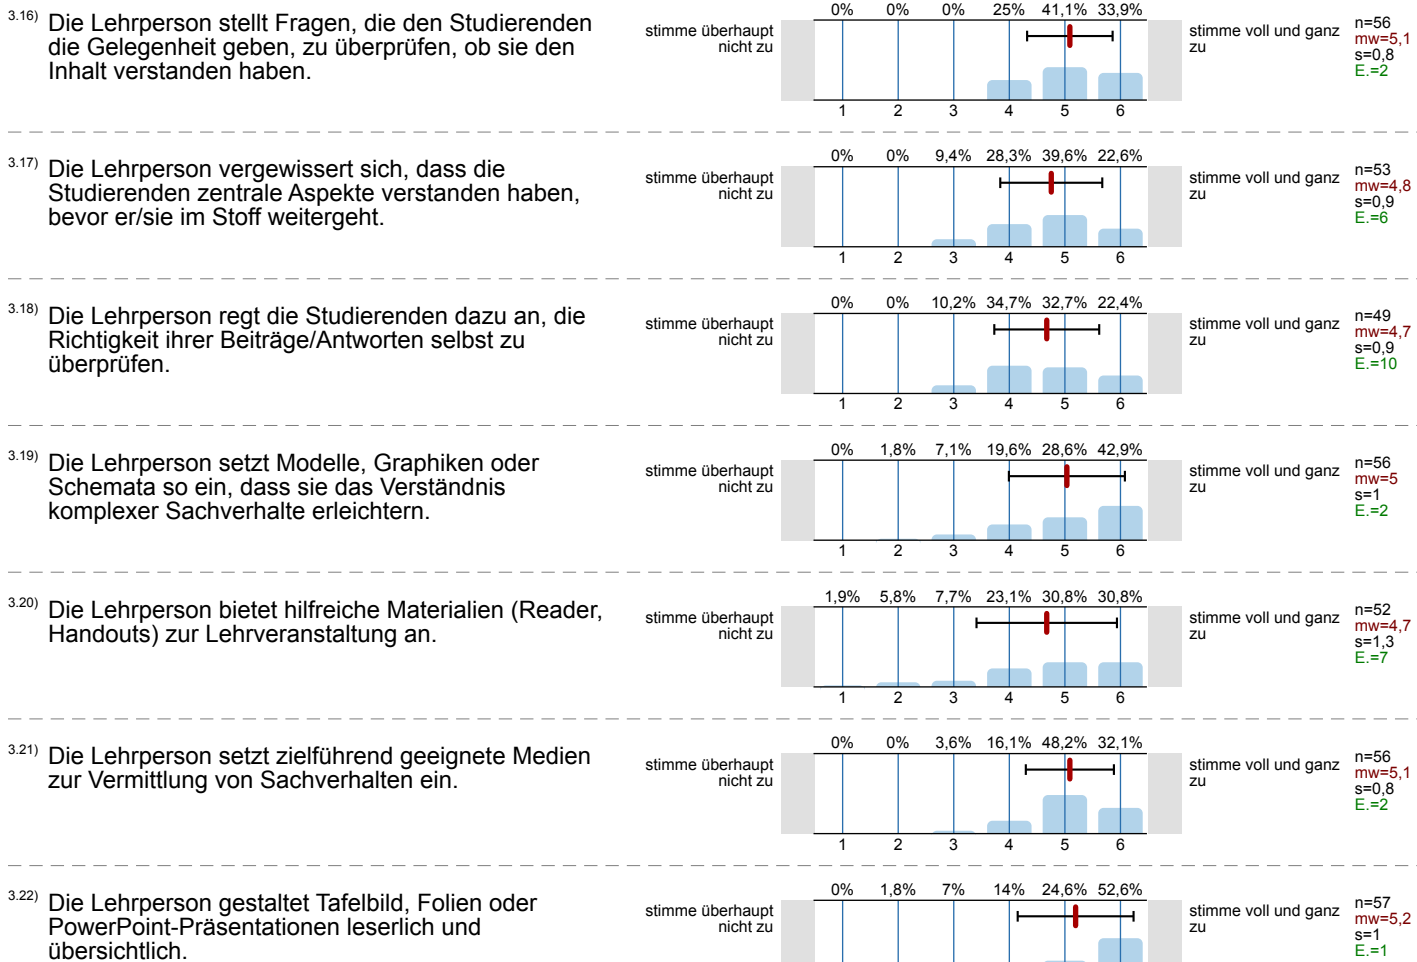 3.16) Die Lehrperson stellt Fragen, die den Studierenden
die Gelegenheit geben, zu überprüfen, ob sie den
Inhalt verstanden haben.
stimme überhaupt
nicht zu
0% 0% 0% 25% 41,1% 33,9%
1 2 3 4 5 6
stimme voll und ganz
zu
n=56
mw=5,1
s=0,8
E.=2
3.17) Die Lehrperson vergewissert sich, dass die
Studierenden zentrale Aspekte verstanden haben,
bevor er/sie im Stoff weitergeht.
stimme überhaupt
nicht zu
0% 0% 9,4% 28,3% 39,6% 22,6%
1 2 3 4 5 6
stimme voll und ganz
zu
n=53
mw=4,8
s=0,9
E.=6
3.18) Die Lehrperson regt die Studierenden dazu an, die
Richtigkeit ihrer Beiträge/Antworten selbst zu
überprüfen.
stimme überhaupt
nicht zu
0% 0% 10,2% 34,7% 32,7% 22,4%
1 2 3 4 5 6
stimme voll und ganz
zu
n=49
mw=4,7
s=0,9
E.=10
3.19) Die Lehrperson setzt Modelle, Graphiken oder
Schemata so ein, dass sie das Verständnis
komplexer Sachverhalte erleichtern.
stimme überhaupt
nicht zu
0% 1,8% 7,1% 19,6% 28,6% 42,9%
1 2 3 4 5 6
stimme voll und ganz
zu
n=56
mw=5
s=1
E.=2
3.20) Die Lehrperson bietet hilfreiche Materialien (Reader,
Handouts) zur Lehrveranstaltung an.
stimme überhaupt
nicht zu
1,9% 5,8% 7,7% 23,1% 30,8% 30,8%
1 2 3 4 5 6
stimme voll und ganz
zu
n=52
mw=4,7
s=1,3
E.=7
3.21) Die Lehrperson setzt zielführend geeignete Medien
zur Vermittlung von Sachverhalten ein.
stimme überhaupt
nicht zu
0% 0% 3,6% 16,1% 48,2% 32,1%
1 2 3 4 5 6
stimme voll und ganz
zu
n=56
mw=5,1
s=0,8
E.=2
3.22) Die Lehrperson gestaltet Tafelbild, Folien oder
PowerPoint-Präsentationen leserlich und
übersichtlich.
stimme überhaupt
nicht zu
0% 1,8% 7% 14% 24,6% 52,6%
stimme voll und ganz
zu
n=57
mw=5,2
s=1
E.=1